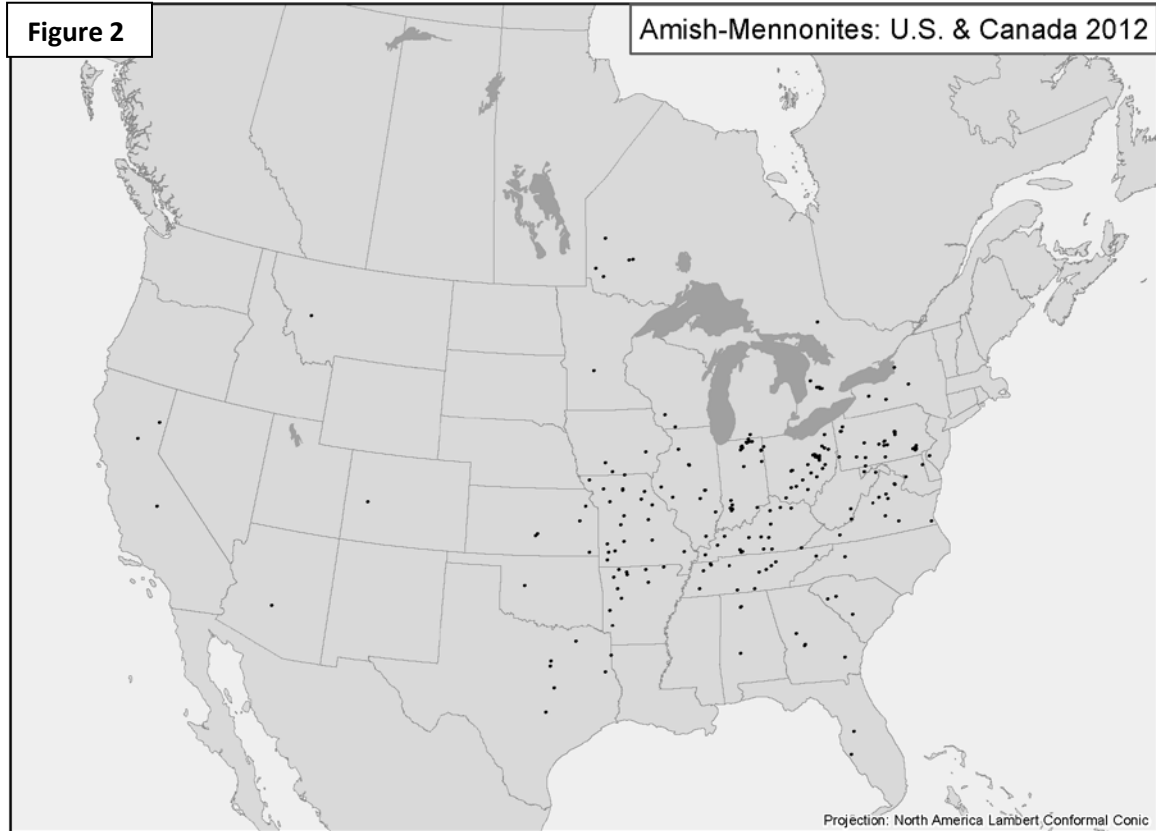 Figure 2
Amish-Mennonites: U.S. & Canada 2012
Projection: North America Lambert Conformal Conic